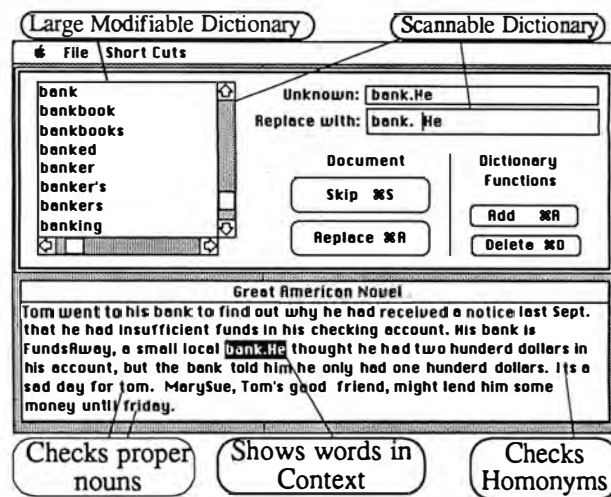 Large Modifiable Dictionary
Scannable Dictionary
File Short Cuts
bank
bankbook
bankbooks
banked
banker
banker's
bankers
banking
Unknown: bank.He
Replace with: bank. He
Document
Skip ⌘S
Replace ⌘R
Dictionary
Functions
Add ⌘A
Delete ⌘D
Great American Novel
Tom went to his bank to find out why he had received a notice last Sept.
that he had insufficient funds in his checking account. His bank is
FundsAway, a small local bank.He thought he had two hunderd dollars in
his account, but the bank told him he only had one hundred dollars. Its a
sad day for tom. MarySue, Tom's good friend, might lend him some
money until friday.
Checks proper
nouns
Shows words in
Context
Checks
Homonyms